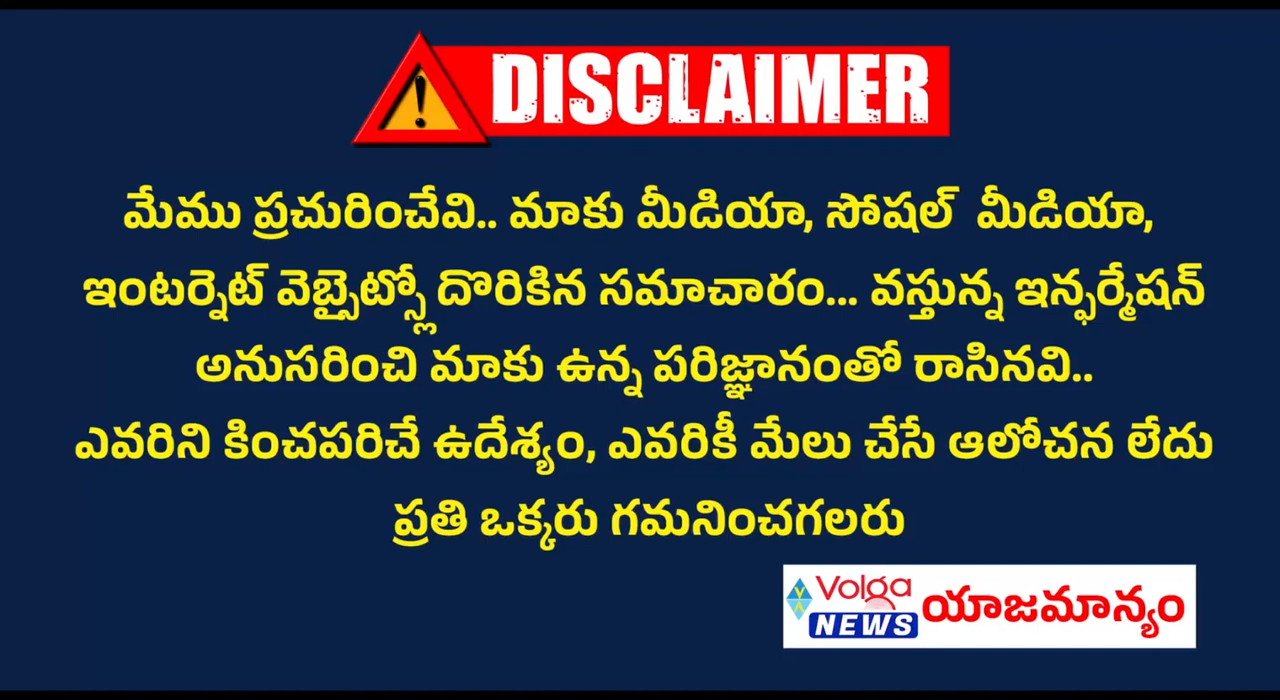 DISCLAIMER
మేము ప్రచురించేవి.. మాకు మీడియా, సోషల్ మీడియా,
ఇంటర్నెట్ వెబ్సైట్స్లో దొరికిన సమాచారం... వస్తున్న ఇన్ఫర్మేషన్
అనుసరించి మాకు ఉన్న పరిజ్ఞానంతో రాసినవి..
ఎవరిని కించపరిచే ఉదేశ్యం, ఎవరికీ మేలు చేసే ఆలోచన లేదు
ప్రతి ఒక్కరు గమనించగలరు
Volga NEWS యాజమాన్యం